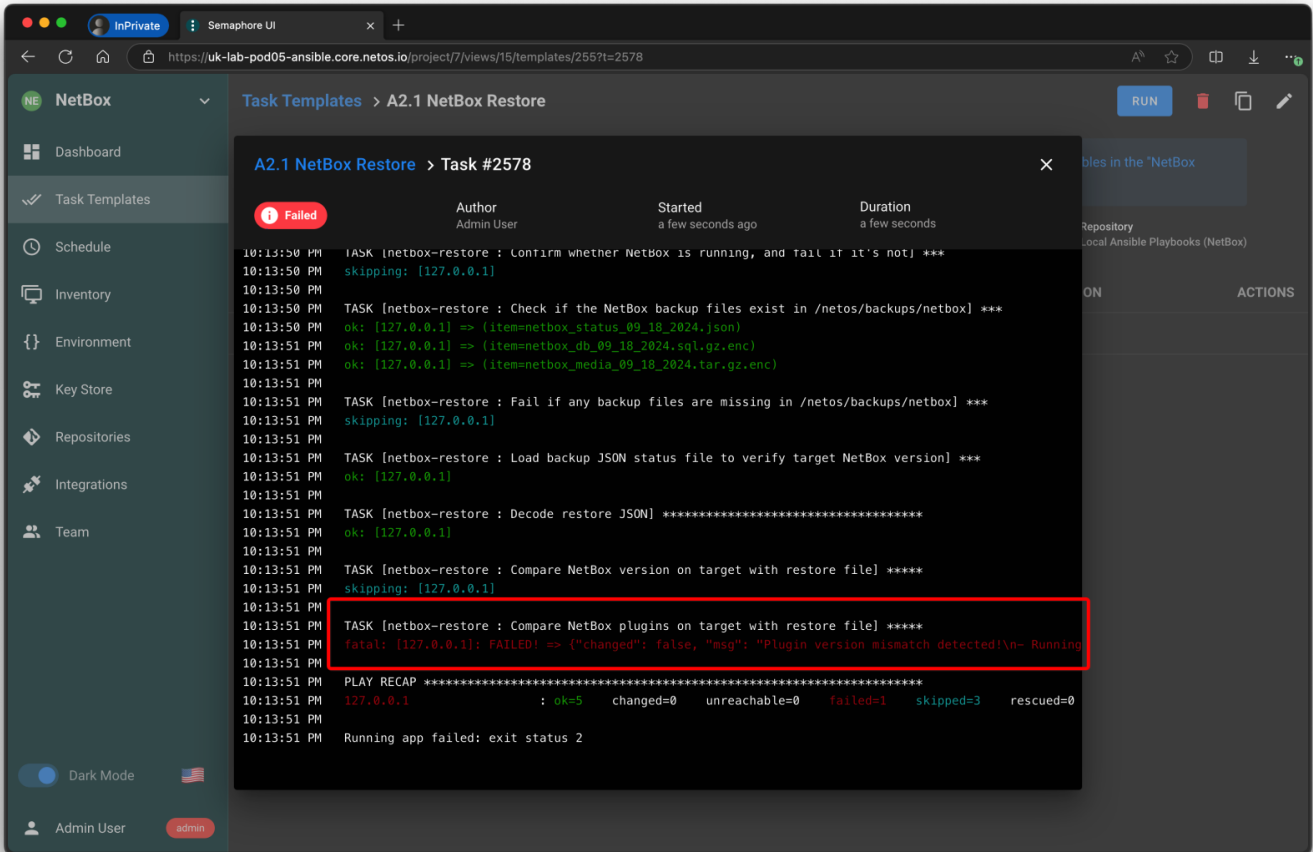 InPrivate
Semaphore UI
https://uk-lab-pod05-ansible.core.netos.io/project/7/views/15/templates/255?t=2578
NE NetBox
Task Templates > A2.1 NetBox Restore
RUN
Dashboard
Task Templates
Schedule
Inventory
Environment
Key Store
Repositories
Integrations
Team
Dark Mode
Admin User admin
bles in the "NetBox
Repository
Local Ansible Playbooks (NetBox)
ON ACTIONS
A2.1 NetBox Restore > Task #2578
Failed
Author
Admin User
Started
a few seconds ago
Duration
a few seconds
10:13:50 PM TASK [netbox-restore : Confirm whether NetBox is running, and fail if it's not] ***
10:13:50 PM skipping: [127.0.0.1]
10:13:50 PM
10:13:50 PM TASK [netbox-restore : Check if the NetBox backup files exist in /netos/backups/netbox] ***
10:13:50 PM ok: [127.0.0.1] => (item=netbox_status_09_18_2024.json)
10:13:50 PM ok: [127.0.0.1] => (item=netbox_db_09_18_2024.sql.gz.enc)
10:13:51 PM ok: [127.0.0.1] => (item=netbox_media_09_18_2024.tar.gz.enc)
10:13:51 PM
10:13:51 PM TASK [netbox-restore : Fail if any backup files are missing in /netos/backups/netbox] ***
10:13:51 PM skipping: [127.0.0.1]
10:13:51 PM
10:13:51 PM TASK [netbox-restore : Load backup JSON status file to verify target NetBox version] ***
10:13:51 PM ok: [127.0.0.1]
10:13:51 PM
10:13:51 PM TASK [netbox-restore : Decode restore JSON] ************************************
10:13:51 PM ok: [127.0.0.1]
10:13:51 PM
10:13:51 PM TASK [netbox-restore : Compare NetBox version on target with restore file] *****
10:13:51 PM skipping: [127.0.0.1]
10:13:51 PM
10:13:51 PM TASK [netbox-restore : Compare NetBox plugins on target with restore file] *****
10:13:51 PM fatal: [127.0.0.1]: FAILED! => {"changed": false, "msg": "Plugin version mismatch detected!\n- Running
10:13:51 PM
10:13:51 PM PLAY RECAP *********************************************************************
10:13:51 PM 127.0.0.1 : ok=5 changed=0 unreachable=0 failed=1 skipped=3 rescued=0
10:13:51 PM
10:13:51 PM Running app failed: exit status 2